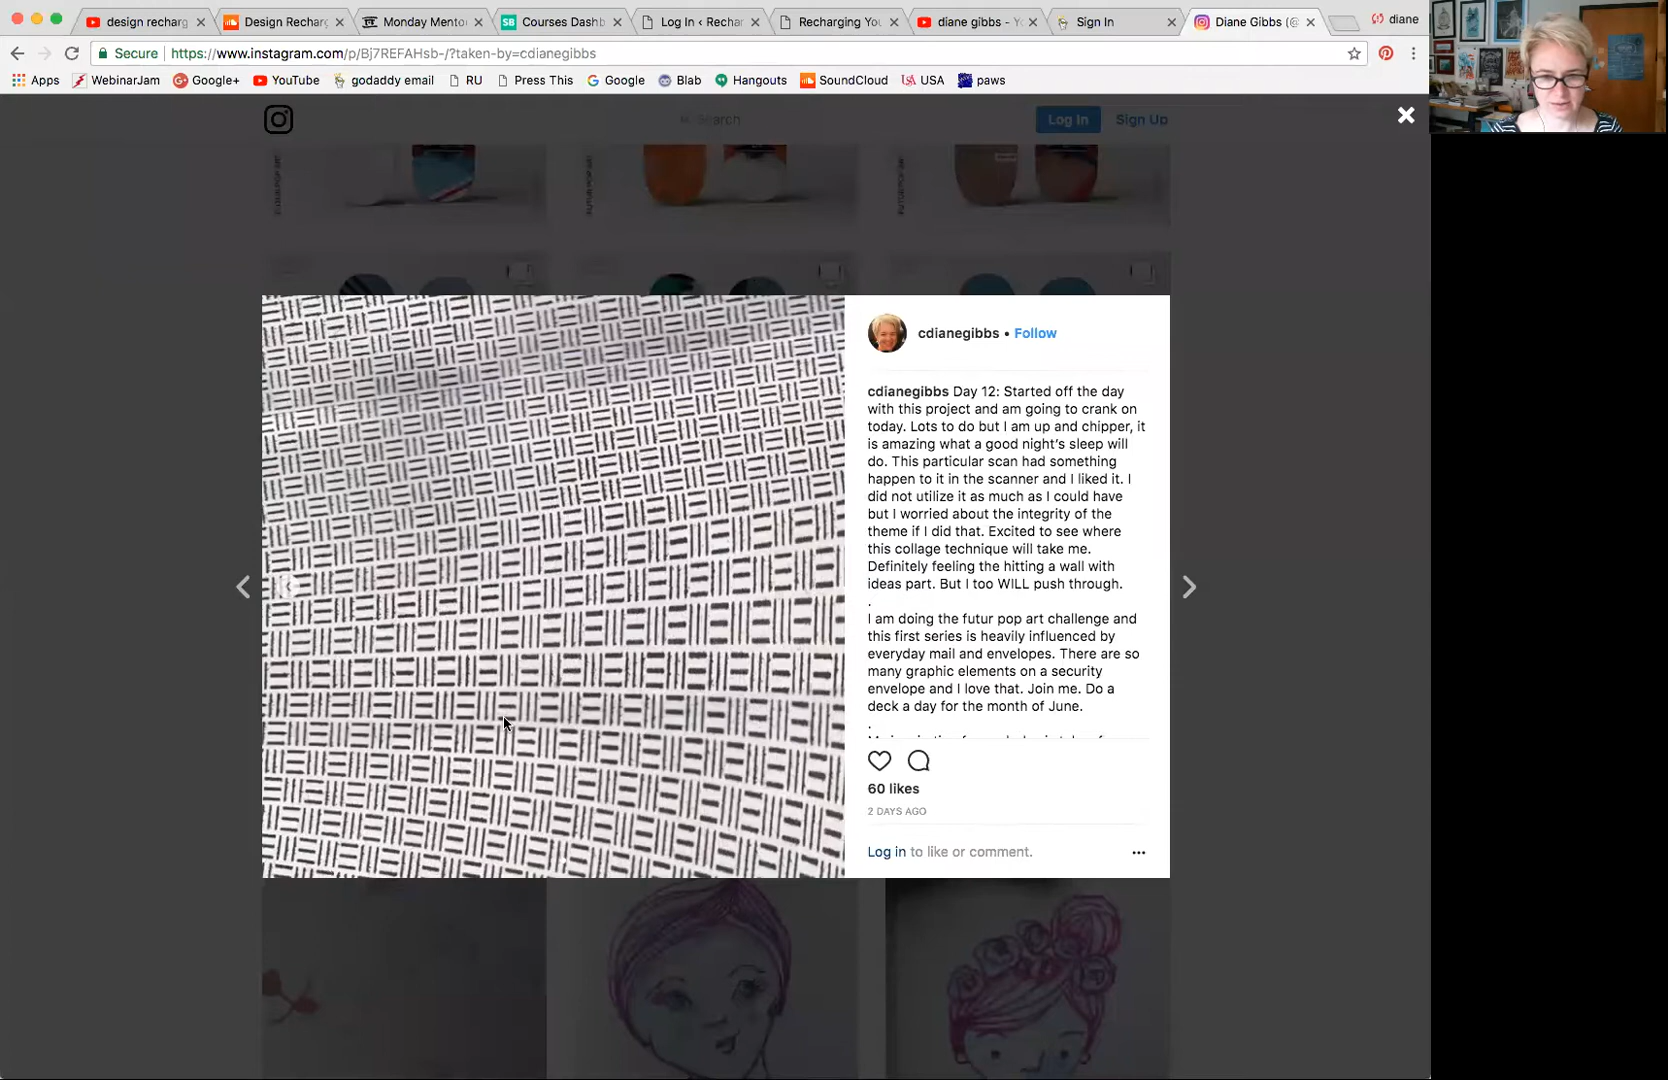 design recharg
Design Rechar
Monday Mento
Courses Dashb
Log In ‹ Rechar
Recharging You
diane gibbs - Yo
Sign In
Diane Gibbs (@
diane
Secure
https://www.instagram.com/p/Bj7REFAHsb-/?taken-by=cdianegibbs
Apps
WebinarJam
Google+
YouTube
godaddy email
RU
Press This
Google
Blab
Hangouts
SoundCloud
USA
paws
Search
Log In
Sign Up
cdianegibbs • Follow
cdianegibbs Day 12: Started off the day
with this project and am going to crank on
today. Lots to do but I am up and chipper, it
is amazing what a good night's sleep will
do. This particular scan had something
happen to it in the scanner and I liked it. I
did not utilize it as much as I could have
but I worried about the integrity of the
theme if I did that. Excited to see where
this collage technique will take me.
Definitely feeling the hitting a wall with
ideas part. But I too WILL push through.
.
I am doing the futur pop art challenge and
this first series is heavily influenced by
everyday mail and envelopes. There are so
many graphic elements on a security
envelope and I love that. Join me. Do a
deck a day for the month of June.
.
60 likes
2 DAYS AGO
Log in to like or comment.